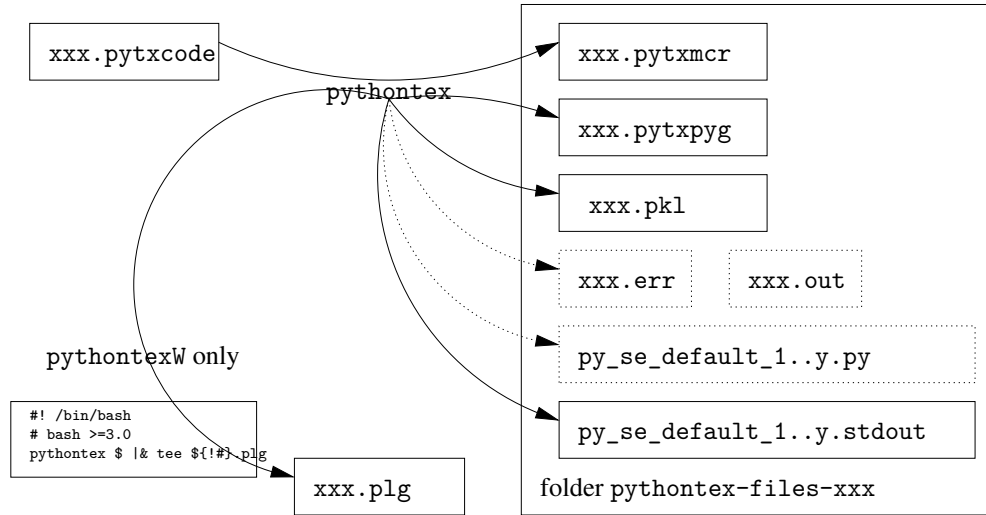 xxx.pytxcode
xxx.pytxmcr
pythontex
xxx.pytxpyg
xxx.pkl
xxx.err
xxx.out
pythontexW only
py_se_default_1..y.py
#! /bin/bash
# bash >=3.0
pythontex $ |& tee ${!#}.plg
py_se_default_1..y.stdout
xxx.plg
folder pythontex-files-xxx